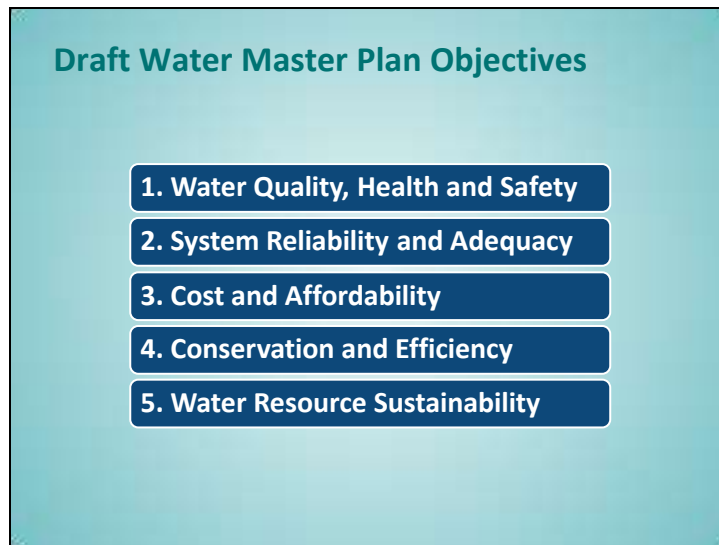 Draft Water Master Plan Objectives
1. Water Quality, Health and Safety
2. System Reliability and Adequacy
3. Cost and Affordability
4. Conservation and Efficiency
5. Water Resource Sustainability